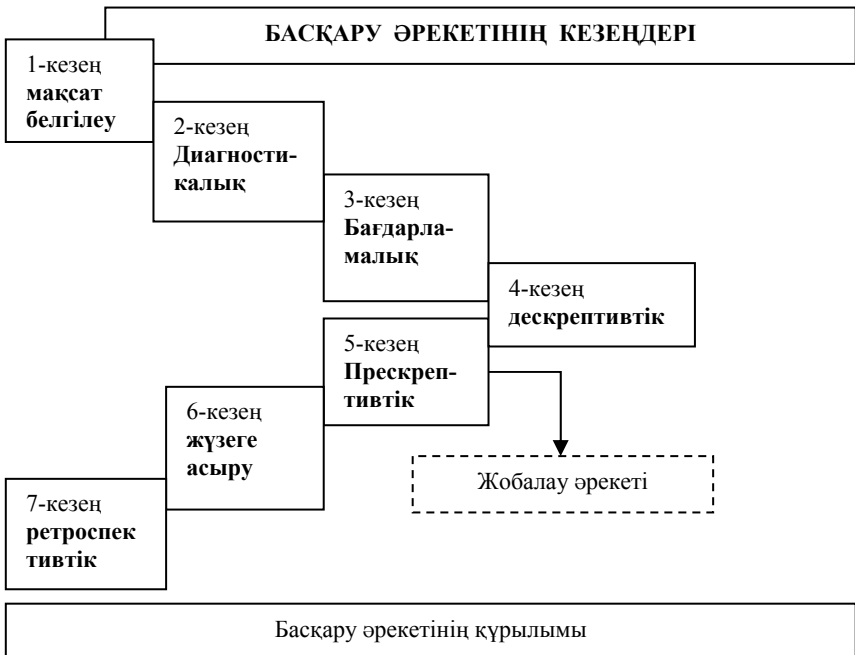 БАСҚАРУ ӘРЕКЕТІНІҢ КЕЗЕҢДЕРІ
1-кезең
мақсат
белгілеу
2-кезең
Диагности-
калық
3-кезең
Бағдарла-
малық
4-кезең
дескрептивтік
5-кезең
Прескреп-
тивтік
6-кезең
жүзеге
асыру
Жобалау әрекеті
7-кезең
ретроспек
тивтік
Басқару әрекетінің құрылымы